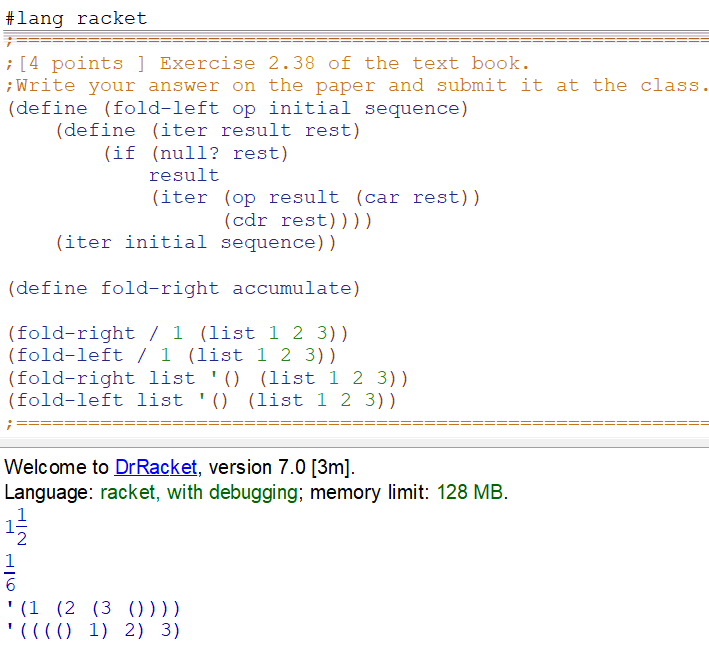 #lang racket
;============================================================
;[4 points ] Exercise 2.38 of the text book.
;Write your answer on the paper and submit it at the class.
(define (fold-left op initial sequence)
    (define (iter result rest)
        (if (null? rest)
            result
            (iter (op result (car rest))
                  (cdr rest))))
    (iter initial sequence))

(define fold-right accumulate)

(fold-right / 1 (list 1 2 3))
(fold-left / 1 (list 1 2 3))
(fold-right list '() (list 1 2 3))
(fold-left list '() (list 1 2 3))
;============================================================
Welcome to DrRacket, version 7.0 [3m].
Language: racket, with debugging; memory limit: 128 MB.
1 1/2
1/6
'(1 (2 (3 ())))
'(((() 1) 2) 3)